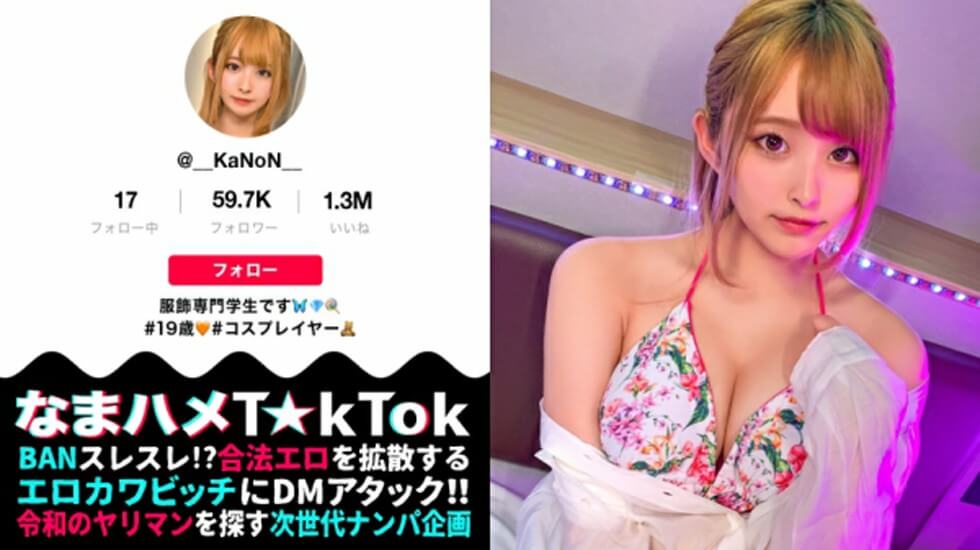 @__KaNoN__
17 59.7K 1.3M
フォロー中 フォロワー いいね
フォロー
服飾専門学生です🦋💎🍭
#19歳🧡#コスプレイヤー🧸
なまハメT★kTok
BANスレスレ!?合法エロを拡散する
エロカワビッチにDMアタック!!
令和のヤリマンを探す次世代ナンパ企画